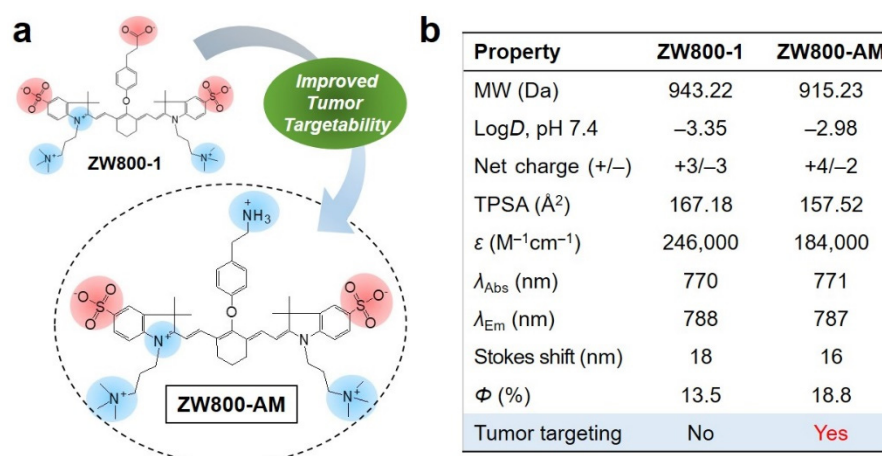 a
Improved
Tumor
Targetability
ZW800-1
ZW800-AM
b
Property ZW800-1 ZW800-AM
MW (Da) 943.22 915.23
LogD, pH 7.4 –3.35 –2.98
Net charge (+/–) +3/–3 +4/–2
TPSA (Å²) 167.18 157.52
ε (M⁻¹cm⁻¹) 246,000 184,000
λAbs (nm) 770 771
λEm (nm) 788 787
Stokes shift (nm) 18 16
Φ (%) 13.5 18.8
Tumor targeting No Yes